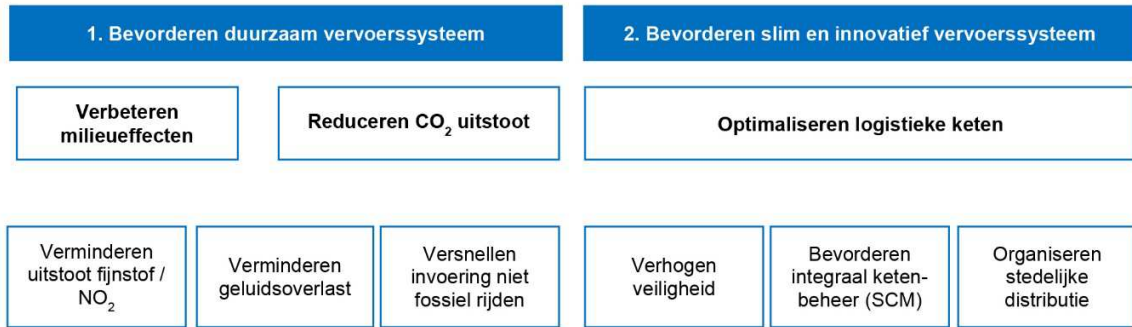 1. Bevorderen duurzaam vervoerssysteem
2. Bevorderen slim en innovatief vervoerssysteem
Verbeteren
milieueffecten
Reduceren CO₂ uitstoot
Optimaliseren logistieke keten
Verminderen
uitstoot fijnstof /
NO₂
Verminderen
geluidsoverlast
Versnellen
invoering niet
fossiel rijden
Verhogen
veiligheid
Bevorderen
integraal keten-
beheer (SCM)
Organiseren
stedelijke
distributie